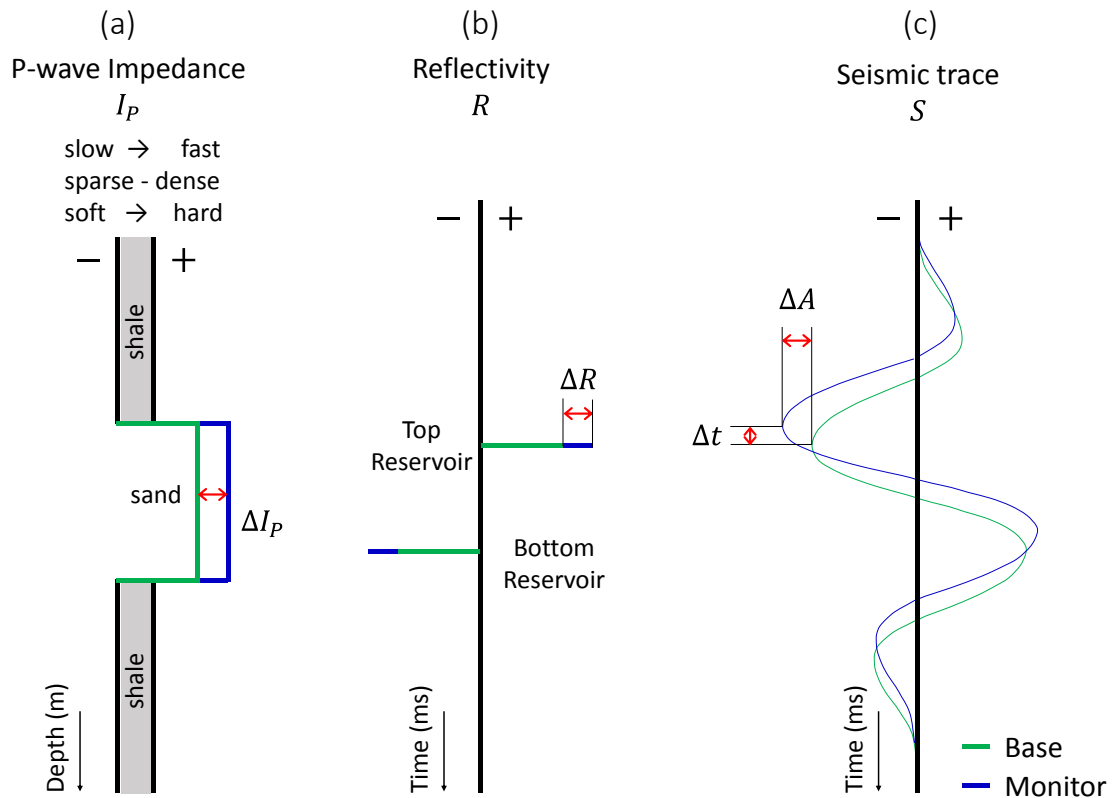 (a)
P-wave Impedance
I_P
slow → fast
sparse - dense
soft → hard
− +
shale
sand
ΔI_P
shale
Depth (m)
(b)
Reflectivity
R
− +
ΔR
Top
Reservoir
Bottom
Reservoir
Time (ms)
(c)
Seismic trace
S
− +
ΔA
Δt
Time (ms)
Base
Monitor